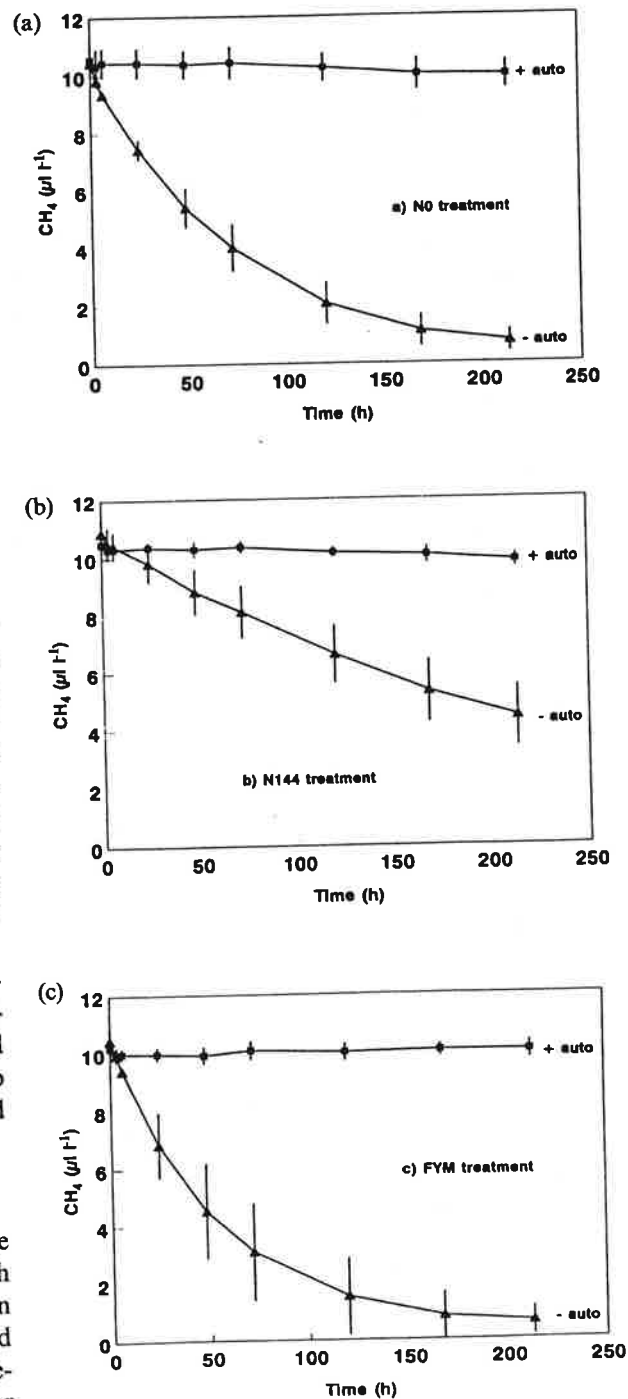 (a)
12
10
8
6
4
2
0
CH₄ (µl l⁻¹)
+ auto
a) N0 treatment
- auto
0 50 100 150 200 250
Time (h)
(b)
12
10
8
6
4
2
0
CH₄ (µl l⁻¹)
+ auto
- auto
b) N144 treatment
0 50 100 150 200 250
Time (h)
(c)
12
10
8
6
4
2
0
CH₄ (µl l⁻¹)
+ auto
c) FYM treatment
- auto
0 50 100 150 200 250
Time (h)